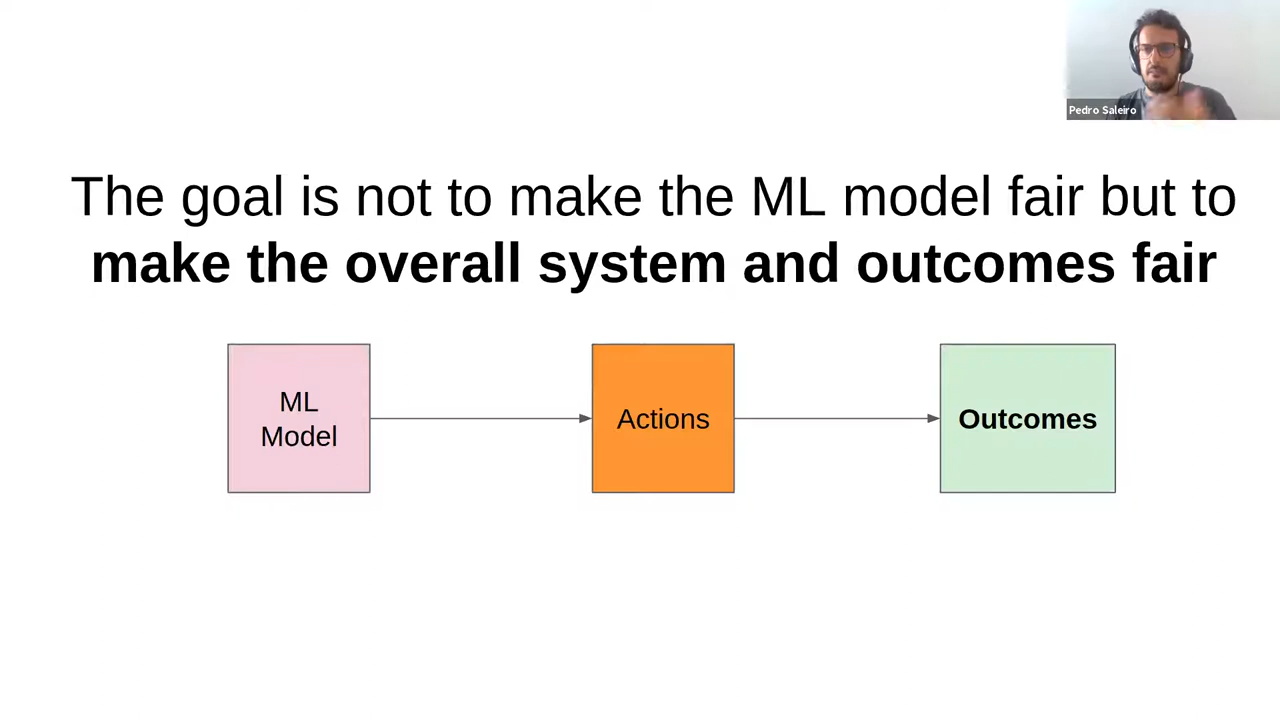 Pedro Saleiro
The goal is not to make the ML model fair but to
make the overall system and outcomes fair
ML
Model
Actions
Outcomes